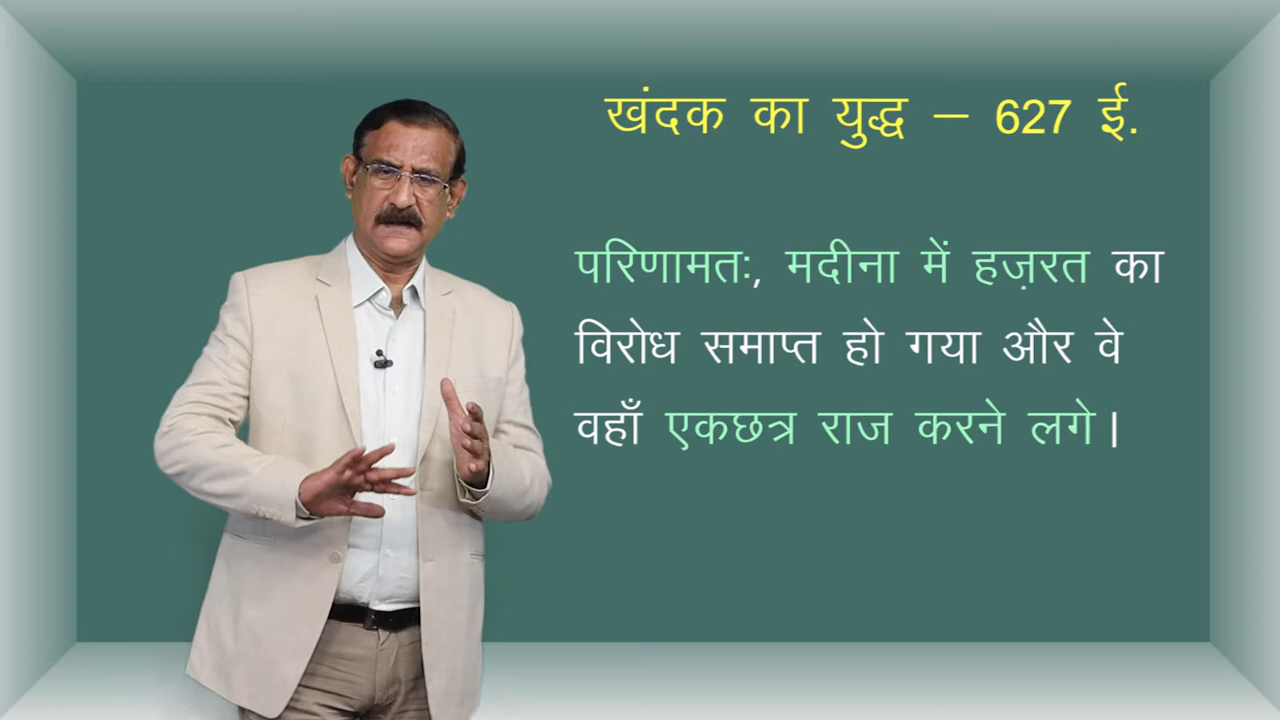 खंदक का युद्ध – 627 ई.
परिणामतः, मदीना में हज़रत का
विरोध समाप्त हो गया और वे
वहाँ एकछत्र राज करने लगे।